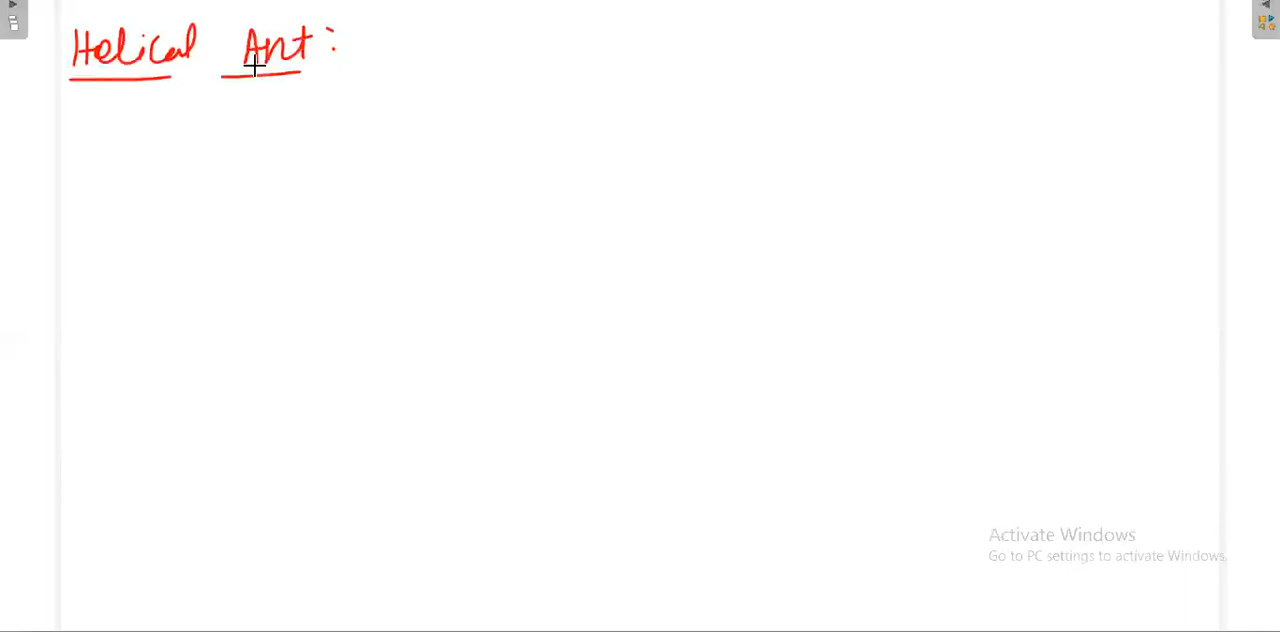 Helical Ant:
Activate Windows
Go to PC settings to activate Windows.